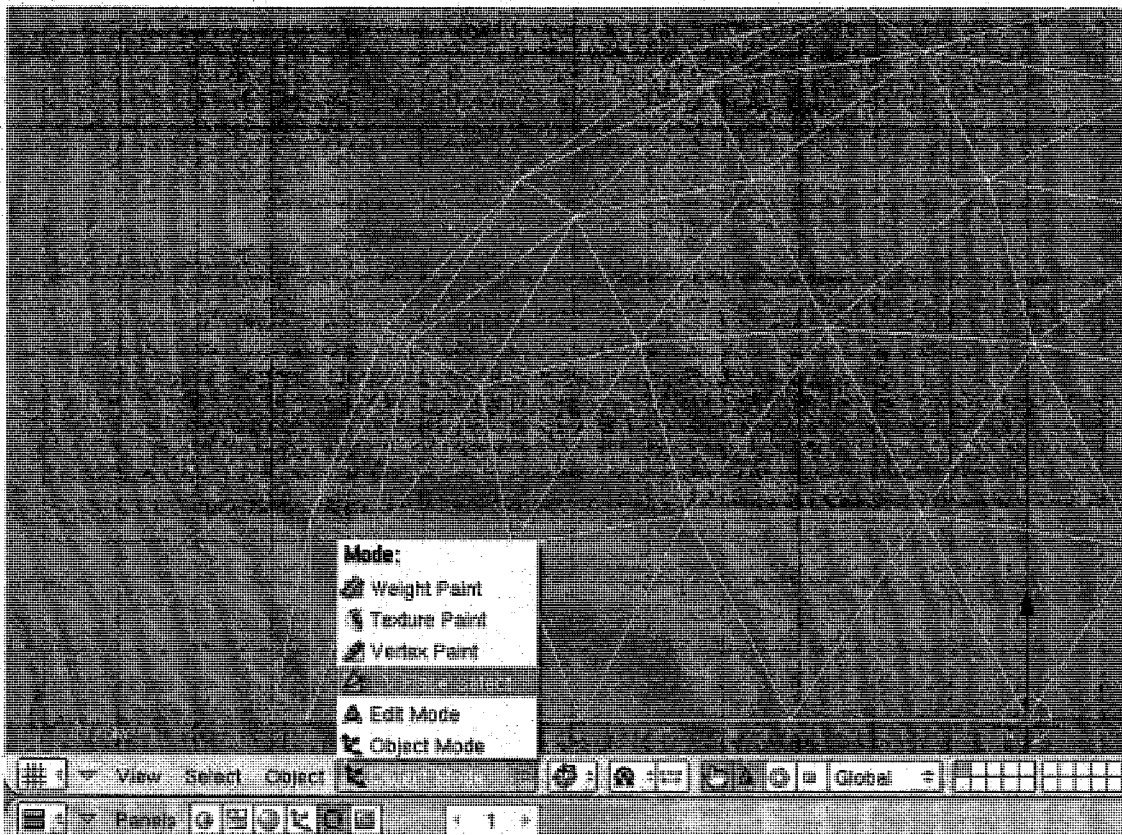 Mode:
Weight Paint
Texture Paint
Vertex Paint
Edit Mode
Object Mode
View Select Object Global
Panels 1